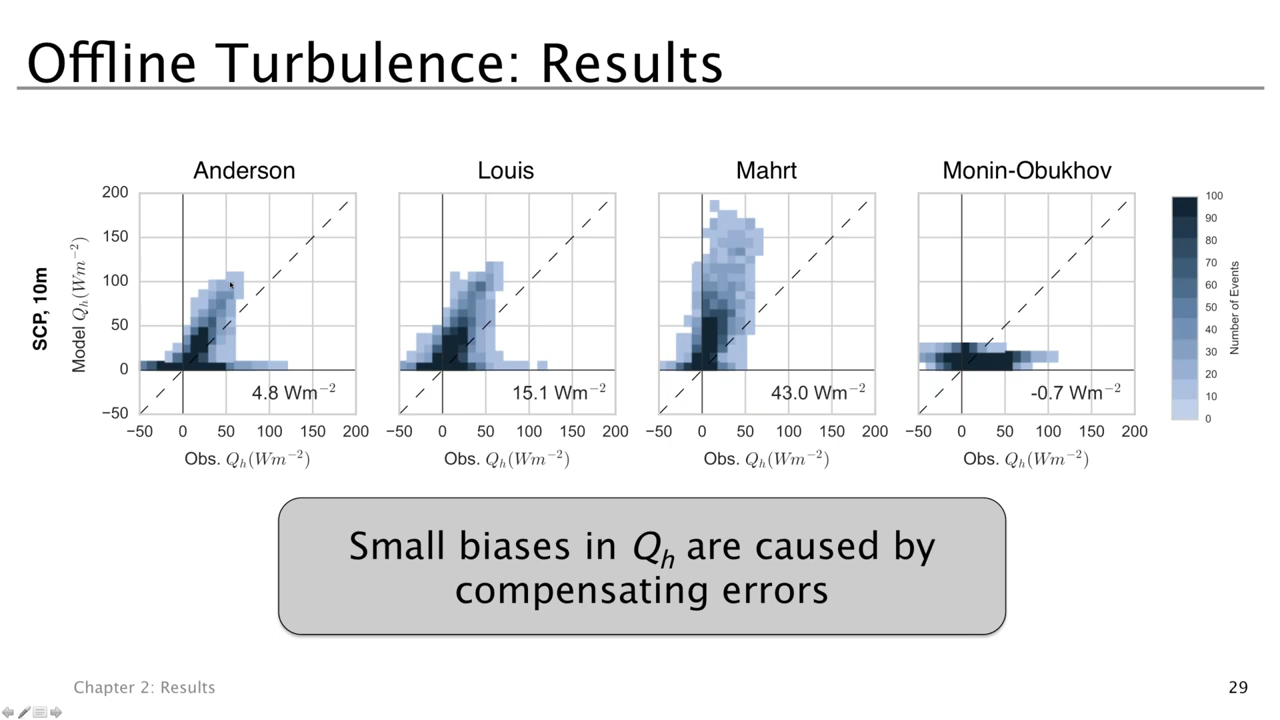 Offline Turbulence: Results
Anderson
Louis
Mahrt
Monin-Obukhov
SCP, 10m
Model Q_h (Wm^−2)
200
150
100
50
0
−50
4.8 Wm^−2
15.1 Wm^−2
43.0 Wm^−2
-0.7 Wm^−2
−50 0 50 100 150 200
−50 0 50 100 150 200
−50 0 50 100 150 200
−50 0 50 100 150 200
Obs. Q_h (Wm^−2)
Obs. Q_h (Wm^−2)
Obs. Q_h (Wm^−2)
Obs. Q_h (Wm^−2)
100
90
80
70
60
50
40
30
20
10
0
Number of Events
Small biases in Q_h are caused by
compensating errors
Chapter 2: Results
29